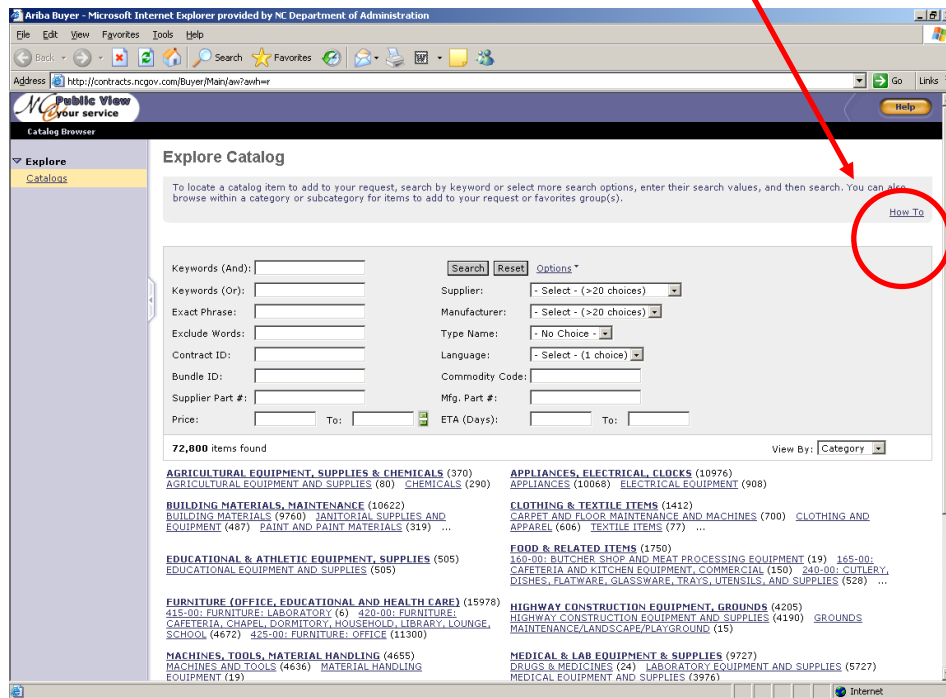 Ariba Buyer - Microsoft Internet Explorer provided by NC Department of Administration
File Edit View Favorites Tools Help
Back Search Favorites
Address http://contracts.ncgov.com/Buyer/Main/aw?awh=r Go Links
NC Public View
@your service
Help
Catalog Browser
Explore
Catalogs
Explore Catalog
To locate a catalog item to add to your request, search by keyword or select more search options, enter their search values, and then search. You can also
browse within a category or subcategory for items to add to your request or favorites group(s).
How To
Keywords (And): Search Reset Options
Keywords (Or): Supplier: - Select - (>20 choices)
Exact Phrase: Manufacturer: - Select - (>20 choices)
Exclude Words: Type Name: - No Choice -
Contract ID: Language: - Select - (1 choice)
Bundle ID: Commodity Code:
Supplier Part #: Mfg. Part #:
Price: To: ETA (Days): To:
72,800 items found View By: Category
AGRICULTURAL EQUIPMENT, SUPPLIES & CHEMICALS (370)
AGRICULTURAL EQUIPMENT AND SUPPLIES (80) CHEMICALS (290)
APPLIANCES, ELECTRICAL, CLOCKS (10976)
APPLIANCES (10068) ELECTRICAL EQUIPMENT (908)
BUILDING MATERIALS, MAINTENANCE (10622)
BUILDING MATERIALS (9760) JANITORIAL SUPPLIES AND
EQUIPMENT (487) PAINT AND PAINT MATERIALS (319) ...
CLOTHING & TEXTILE ITEMS (1412)
CARPET AND FLOOR MAINTENANCE AND MACHINES (700) CLOTHING AND
APPAREL (606) TEXTILE ITEMS (77) ...
EDUCATIONAL & ATHLETIC EQUIPMENT, SUPPLIES (505)
EDUCATIONAL EQUIPMENT AND SUPPLIES (505)
FOOD & RELATED ITEMS (1750)
160-00: BUTCHER SHOP AND MEAT PROCESSING EQUIPMENT (19) 165-00:
CAFETERIA AND KITCHEN EQUIPMENT, COMMERCIAL (150) 240-00: CUTLERY,
DISHES, FLATWARE, GLASSWARE, TRAYS, UTENSILS, AND SUPPLIES (528) ...
FURNITURE (OFFICE, EDUCATIONAL AND HEALTH CARE) (15978)
415-00: FURNITURE: LABORATORY (6) 420-00: FURNITURE:
CAFETERIA, CHAPEL, DORMITORY, HOUSEHOLD, LIBRARY, LOUNGE,
SCHOOL (4672) 425-00: FURNITURE: OFFICE (11300)
HIGHWAY CONSTRUCTION EQUIPMENT, GROUNDS (4205)
HIGHWAY CONSTRUCTION EQUIPMENT AND SUPPLIES (4190) GROUNDS
MAINTENANCE/LANDSCAPE/PLAYGROUND (15)
MACHINES, TOOLS, MATERIAL HANDLING (4655)
MACHINES AND TOOLS (4636) MATERIAL HANDLING
EQUIPMENT (19)
MEDICAL & LAB EQUIPMENT & SUPPLIES (9727)
DRUGS & MEDICINES (24) LABORATORY EQUIPMENT AND SUPPLIES (5727)
MEDICAL EQUIPMENT AND SUPPLIES (3976)
Internet